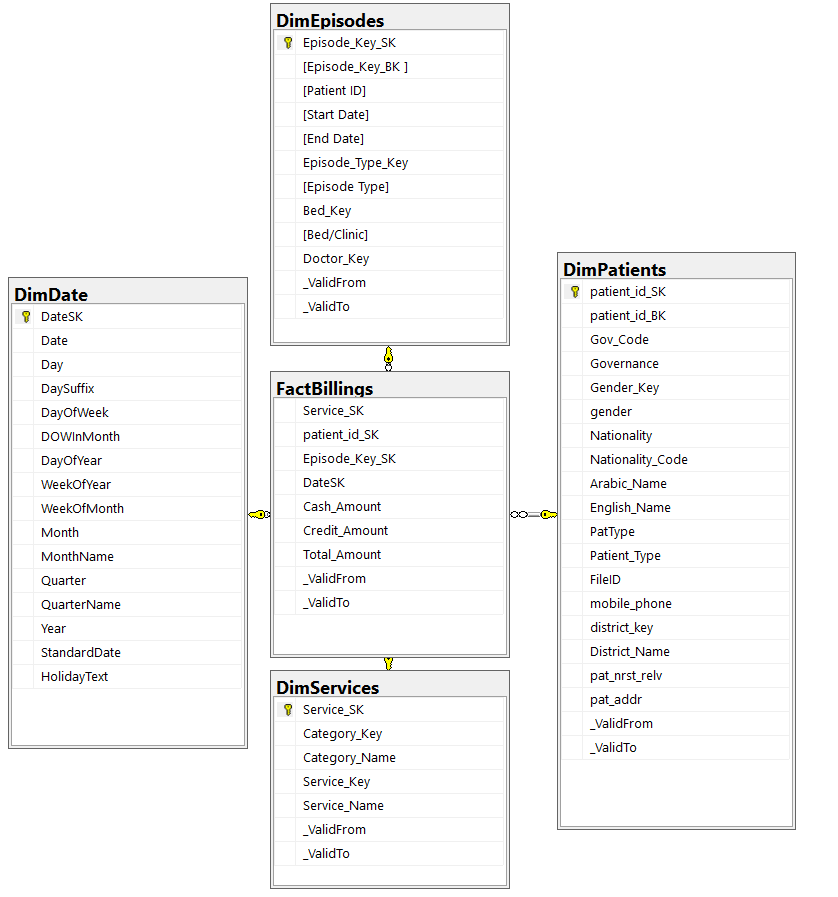 DimEpisodes
Episode_Key_SK
[Episode_Key_BK ]
[Patient ID]
[Start Date]
[End Date]
Episode_Type_Key
[Episode Type]
Bed_Key
[Bed/Clinic]
Doctor_Key
_ValidFrom
_ValidTo
DimDate
DateSK
Date
Day
DaySuffix
DayOfWeek
DOWInMonth
DayOfYear
WeekOfYear
WeekOfMonth
Month
MonthName
Quarter
QuarterName
Year
StandardDate
HolidayText
FactBillings
Service_SK
patient_id_SK
Episode_Key_SK
DateSK
Cash_Amount
Credit_Amount
Total_Amount
_ValidFrom
_ValidTo
DimPatients
patient_id_SK
patient_id_BK
Gov_Code
Governance
Gender_Key
gender
Nationality
Nationality_Code
Arabic_Name
English_Name
PatType
Patient_Type
FileID
mobile_phone
district_key
District_Name
pat_nrst_relv
pat_addr
_ValidFrom
_ValidTo
DimServices
Service_SK
Category_Key
Category_Name
Service_Key
Service_Name
_ValidFrom
_ValidTo